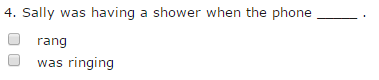 4. Sally was having a shower when the phone _____ .
rang
was ringing